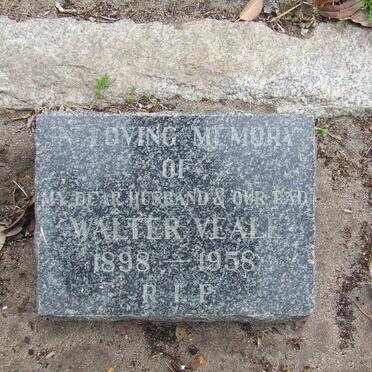 IN LOVING MEMORY
OF
MY DEAR HUSBAND & OUR DAD
WALTER VEALE
1898 - 1958
R I P